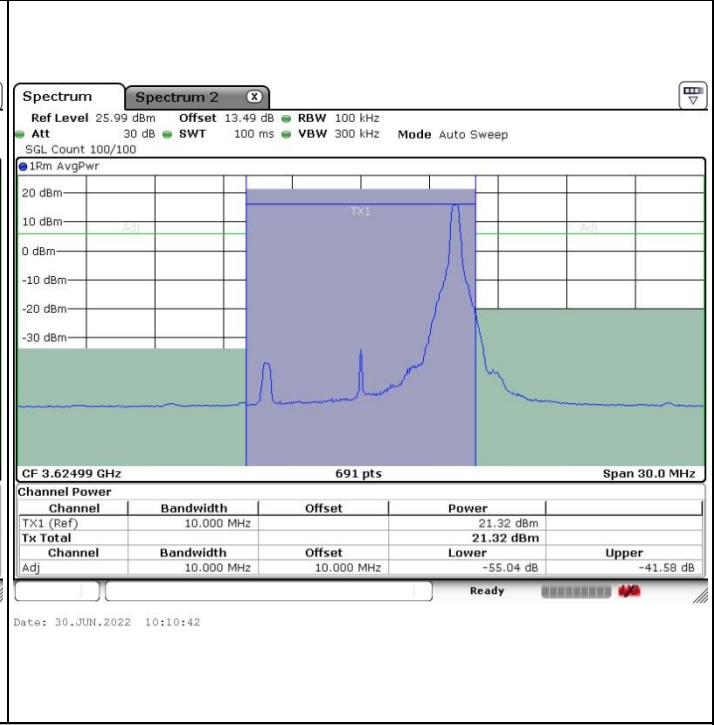 Spectrum Spectrum 2 X
Ref Level 25.99 dBm Offset 13.49 dB RBW 100 kHz
Att 30 dB SWT 100 ms VBW 300 kHz Mode Auto Sweep
SGL Count 100/100
1Rm AvgPwr
20 dBm
TX1
10 dBm
Adj Adj
0 dBm
-10 dBm
-20 dBm
-30 dBm
CF 3.62499 GHz 691 pts Span 30.0 MHz
Channel Power
Channel Bandwidth Offset Power
TX1 (Ref) 10.000 MHz 21.32 dBm
Tx Total 21.32 dBm
Channel Bandwidth Offset Lower Upper
Adj 10.000 MHz 10.000 MHz -55.04 dB -41.58 dB
Ready
Date: 30.JUN.2022 10:10:42